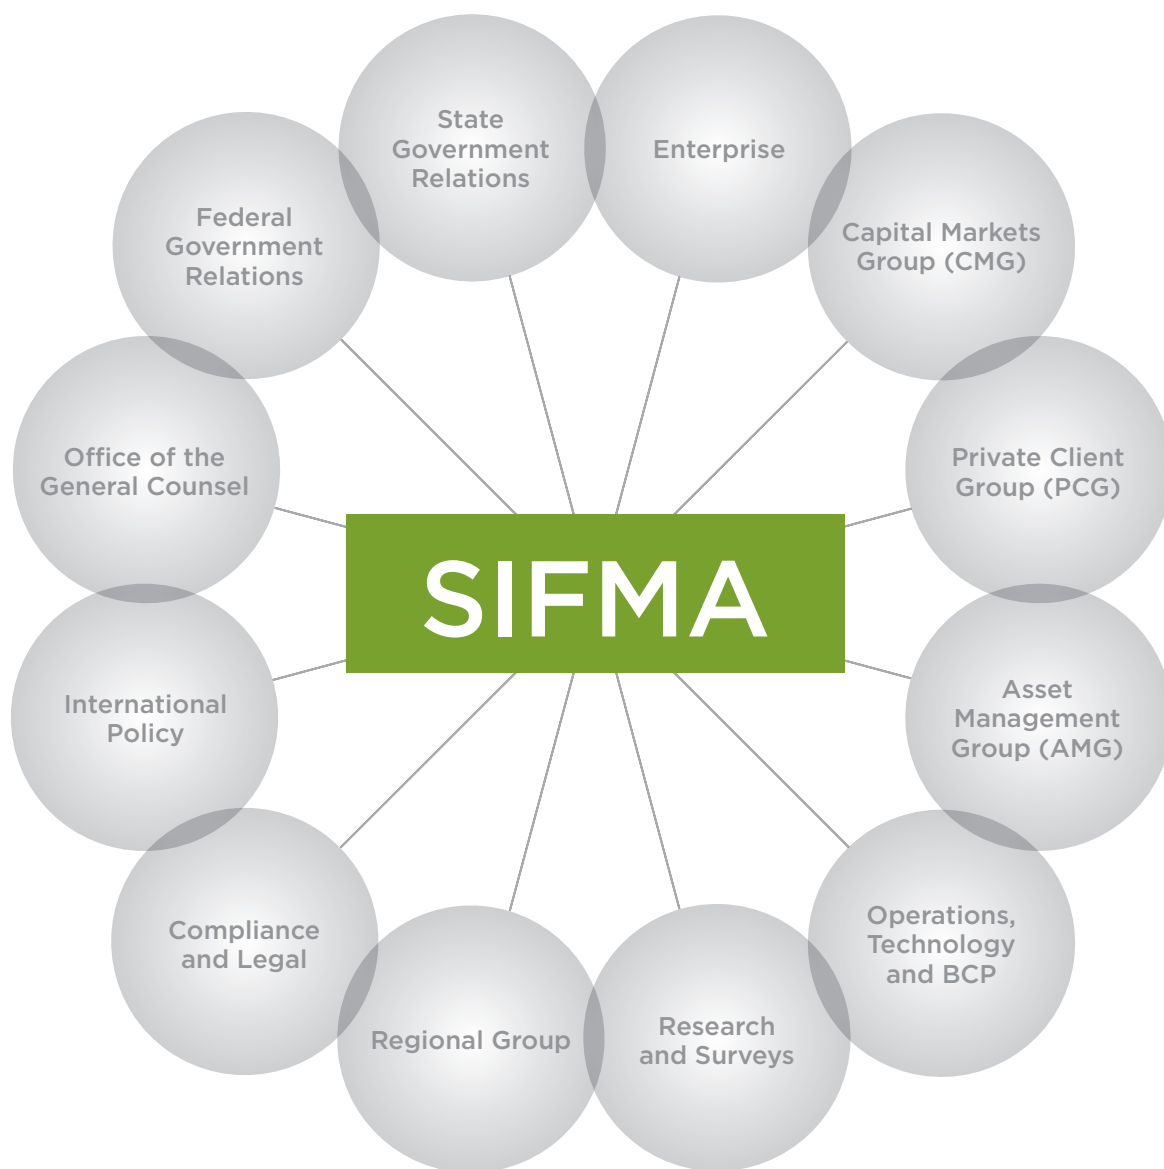 State
Government
Relations
Enterprise
Federal
Government
Relations
Capital Markets
Group (CMG)
Office of the
General Counsel
Private Client
Group (PCG)
SIFMA
International
Policy
Asset
Management
Group (AMG)
Compliance
and Legal
Operations,
Technology
and BCP
Regional Group
Research
and Surveys